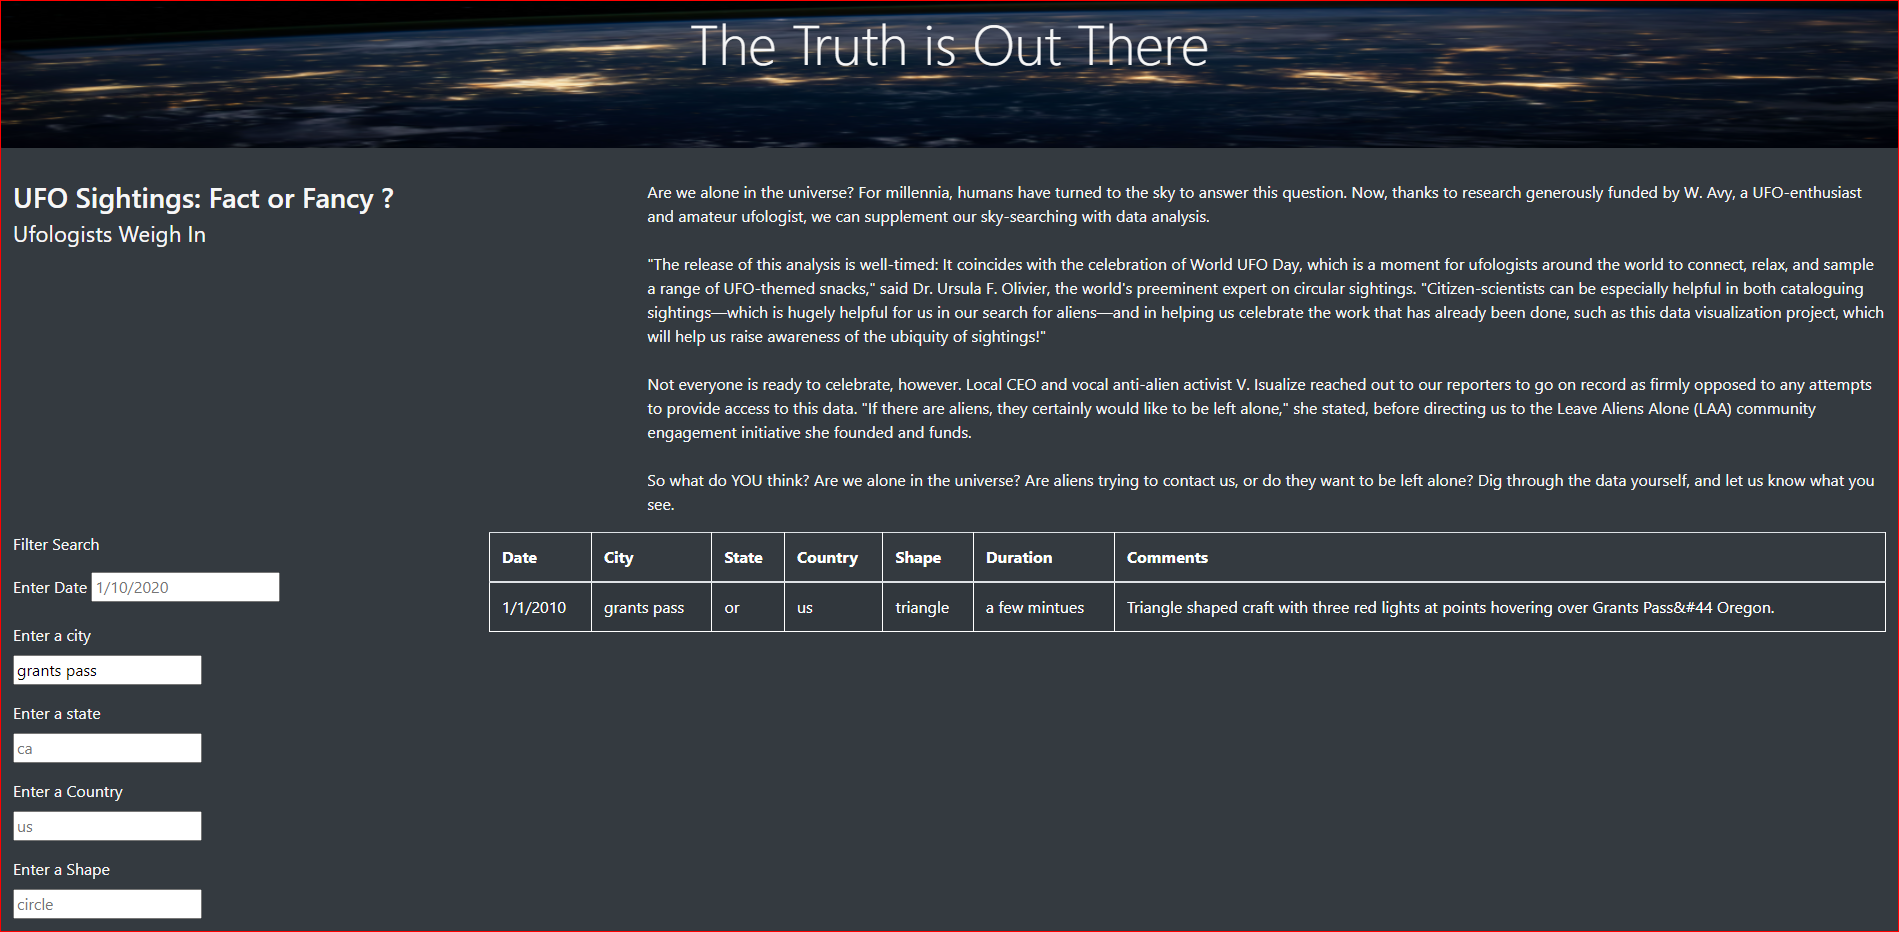 The Truth is Out There
UFO Sightings: Fact or Fancy ?
Ufologists Weigh In
Are we alone in the universe? For millennia, humans have turned to the sky to answer this question. Now, thanks to research generously funded by W. Avy, a UFO-enthusiast
and amateur ufologist, we can supplement our sky-searching with data analysis.
"The release of this analysis is well-timed: It coincides with the celebration of World UFO Day, which is a moment for ufologists around the world to connect, relax, and sample
a range of UFO-themed snacks," said Dr. Ursula F. Olivier, the world's preeminent expert on circular sightings. "Citizen-scientists can be especially helpful in both cataloguing
sightings—which is hugely helpful for us in our search for aliens—and in helping us celebrate the work that has already been done, such as this data visualization project, which
will help us raise awareness of the ubiquity of sightings!"
Not everyone is ready to celebrate, however. Local CEO and vocal anti-alien activist V. Isualize reached out to our reporters to go on record as firmly opposed to any attempts
to provide access to this data. "If there are aliens, they certainly would like to be left alone," she stated, before directing us to the Leave Aliens Alone (LAA) community
engagement initiative she founded and funds.
So what do YOU think? Are we alone in the universe? Are aliens trying to contact us, or do they want to be left alone? Dig through the data yourself, and let us know what you
see.
Filter Search
Enter Date 1/10/2020
Enter a city
grants pass
Enter a state
ca
Enter a Country
us
Enter a Shape
circle
Date City State Country Shape Duration Comments
1/1/2010 grants pass or us triangle a few mintues Triangle shaped craft with three red lights at points hovering over Grants Pass&#44 Oregon.